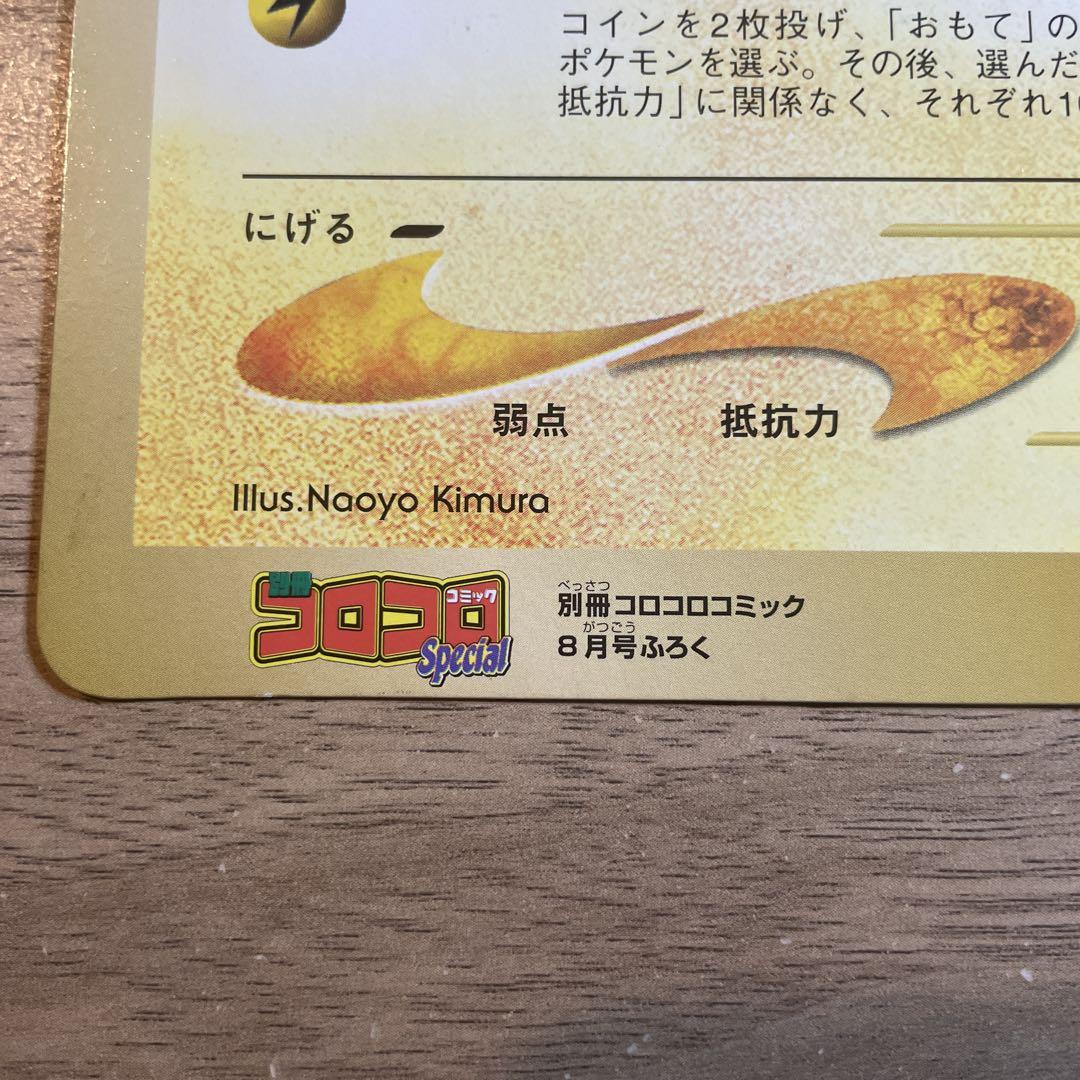 コインを2枚投げ、「おもて」の
ポケモンを選ぶ。その後、選んだ
抵抗力」に関係なく、それぞれ1
にげる
弱点 抵抗力
Illus.Naoyo Kimura
別冊 コロコロ コミック Special
べっさつ
別冊コロコロコミック
がつごう
8月号ふろく